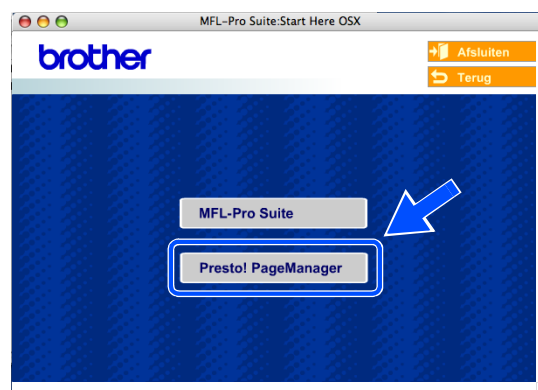 MFL-Pro Suite:Start Here OSX
brother
Afsluiten
Terug
MFL-Pro Suite
Presto! PageManager